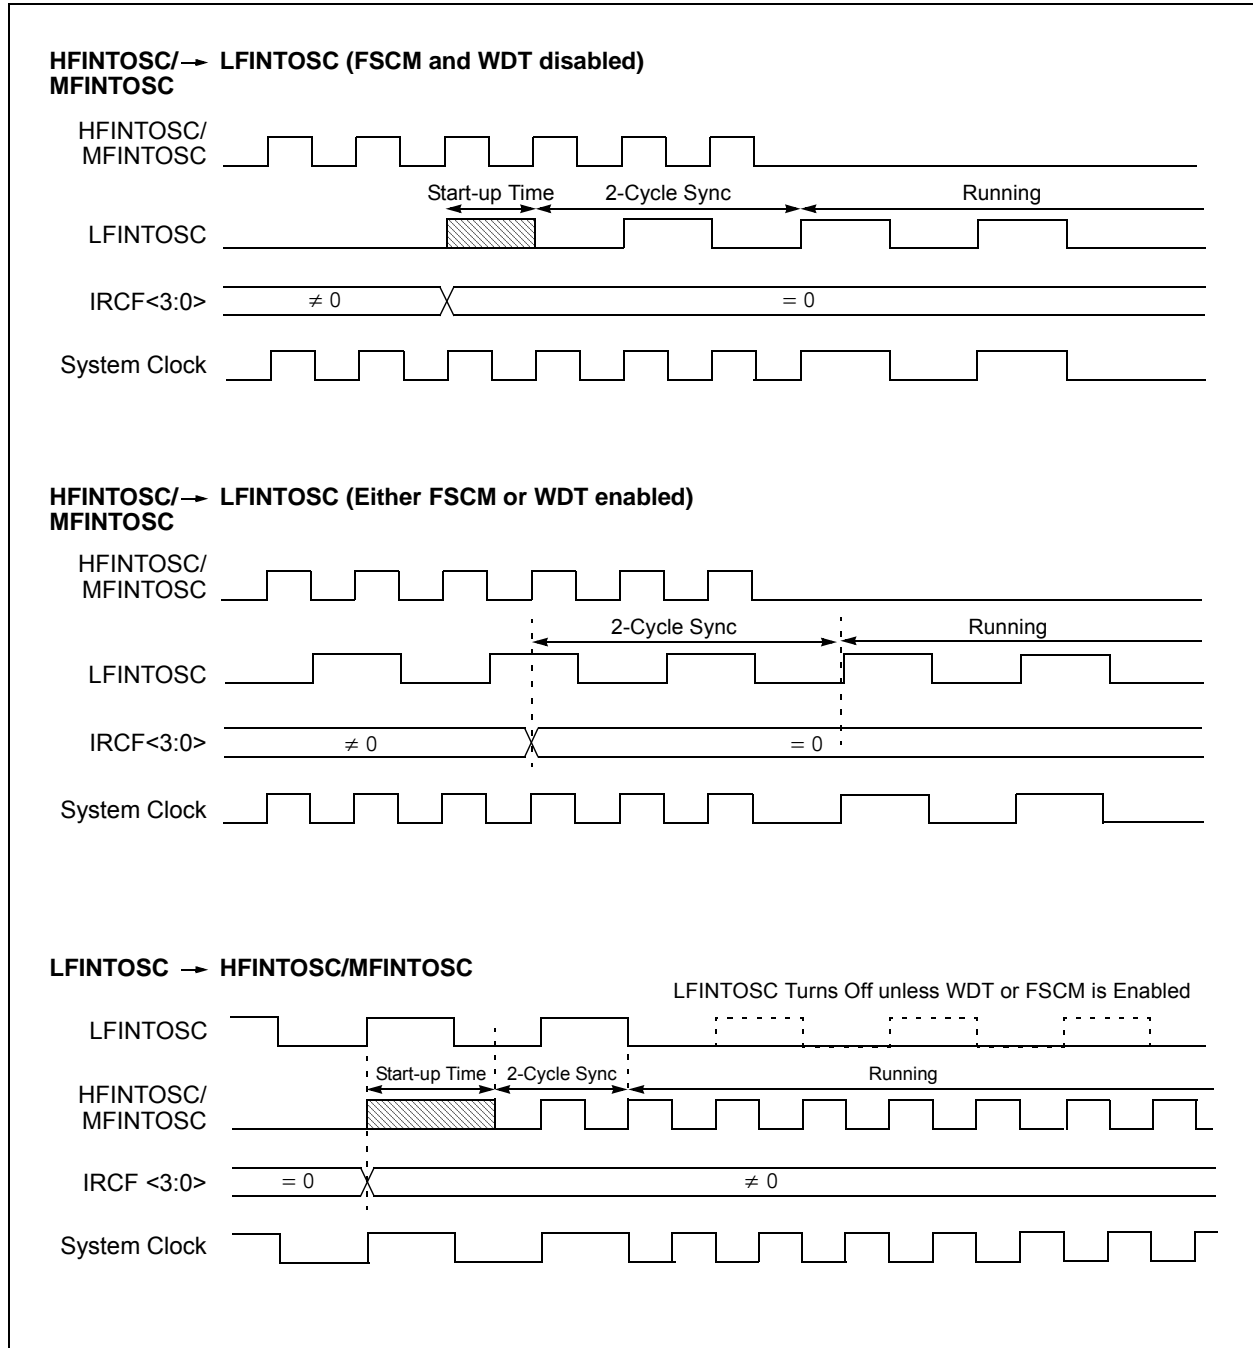 HFINTOSC/→ LFINTOSC (FSCM and WDT disabled)
MFINTOSC
HFINTOSC/
MFINTOSC
Start-up Time 2-Cycle Sync Running
LFINTOSC
IRCF<3:0> ≠ 0 = 0
System Clock
HFINTOSC/→ LFINTOSC (Either FSCM or WDT enabled)
MFINTOSC
HFINTOSC/
MFINTOSC
2-Cycle Sync Running
LFINTOSC
IRCF<3:0> ≠ 0 = 0
System Clock
LFINTOSC → HFINTOSC/MFINTOSC
LFINTOSC Turns Off unless WDT or FSCM is Enabled
LFINTOSC
Start-up Time 2-Cycle Sync Running
HFINTOSC/
MFINTOSC
IRCF <3:0> = 0 ≠ 0
System Clock